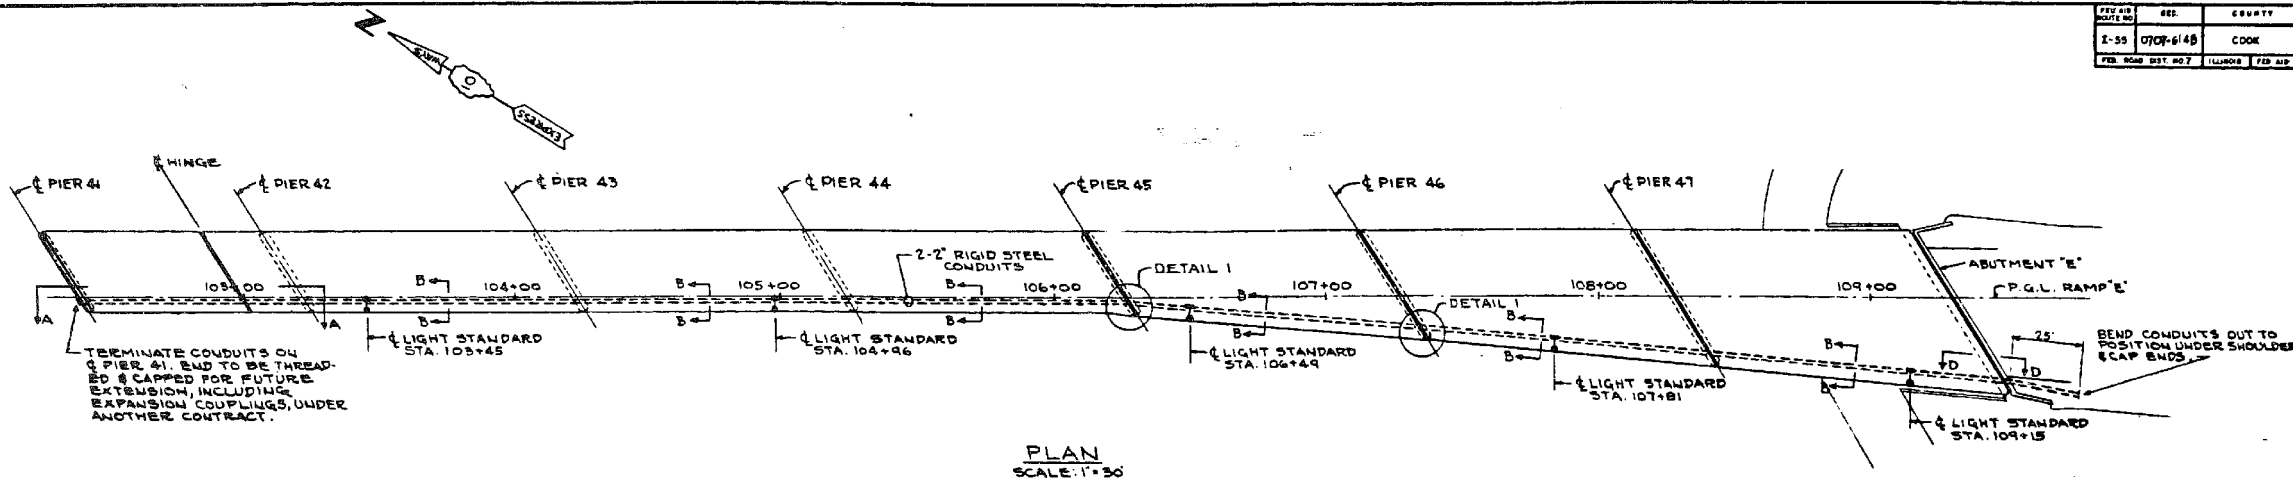 FED AID ROUTE NO. SEC. COUNTY
I-55 0707-614B COOK
FED. ROAD DIST. NO. 7 ILLINOIS FED AID
N
WAYS
EXPRESS
℄ PIER 41
℄ HINGE
℄ PIER 42
℄ PIER 43
℄ PIER 44
℄ PIER 45
℄ PIER 46
℄ PIER 47
2-2" RIGID STEEL
CONDUITS
DETAIL 1
DETAIL 1
ABUTMENT "E"
P.G.L. RAMP "E"
103+00
104+00
105+00
106+00
107+00
108+00
109+00
A
A
B
B
B
B
B
B
B
B
B
B
B
B
D
D
25'
℄ LIGHT STANDARD
STA. 103+45
℄ LIGHT STANDARD
STA. 104+96
℄ LIGHT STANDARD
STA. 106+49
℄ LIGHT STANDARD
STA. 107+81
℄ LIGHT STANDARD
STA. 109+15
TERMINATE CONDUITS ON
℄ PIER 41. END TO BE THREAD-
ED & CAPPED FOR FUTURE
EXTENSION, INCLUDING
EXPANSION COUPLINGS, UNDER
ANOTHER CONTRACT.
BEND CONDUITS OUT TO
POSITION UNDER SHOULDER
& CAP ENDS.
PLAN
SCALE: 1"=30'